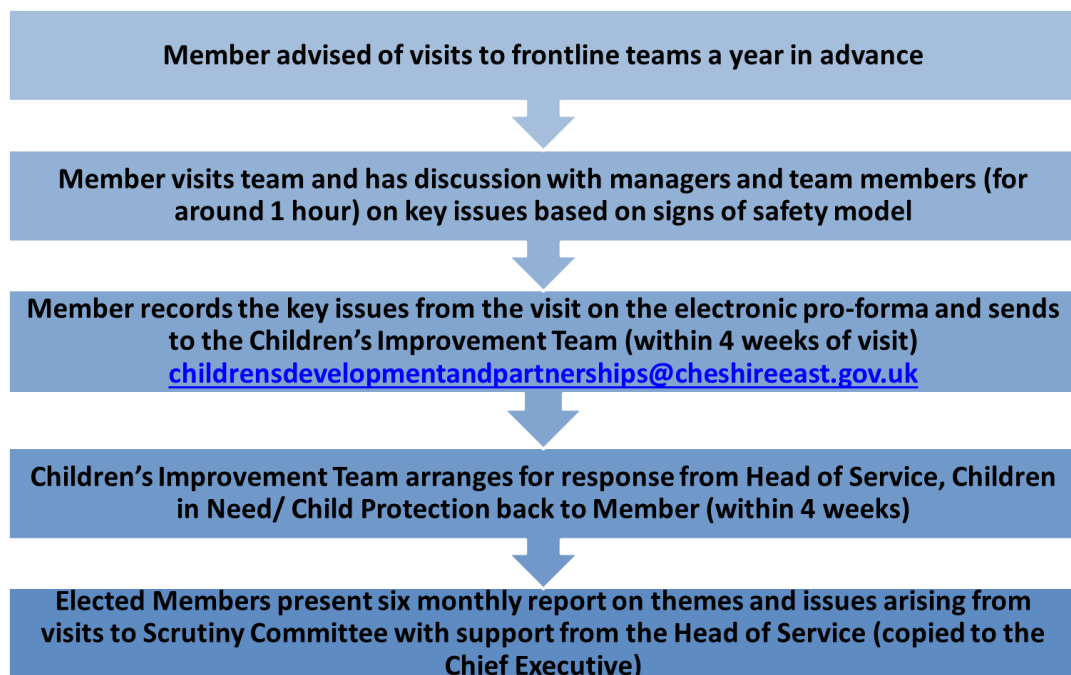 Member advised of visits to frontline teams a year in advance
Member visits team and has discussion with managers and team members (for
around 1 hour) on key issues based on signs of safety model
Member records the key issues from the visit on the electronic pro-forma and sends
to the Children’s Improvement Team (within 4 weeks of visit)
childrensdevelopmentandpartnerships@cheshireeast.gov.uk
Children’s Improvement Team arranges for response from Head of Service, Children
in Need/ Child Protection back to Member (within 4 weeks)
Elected Members present six monthly report on themes and issues arising from
visits to Scrutiny Committee with support from the Head of Service (copied to the
Chief Executive)